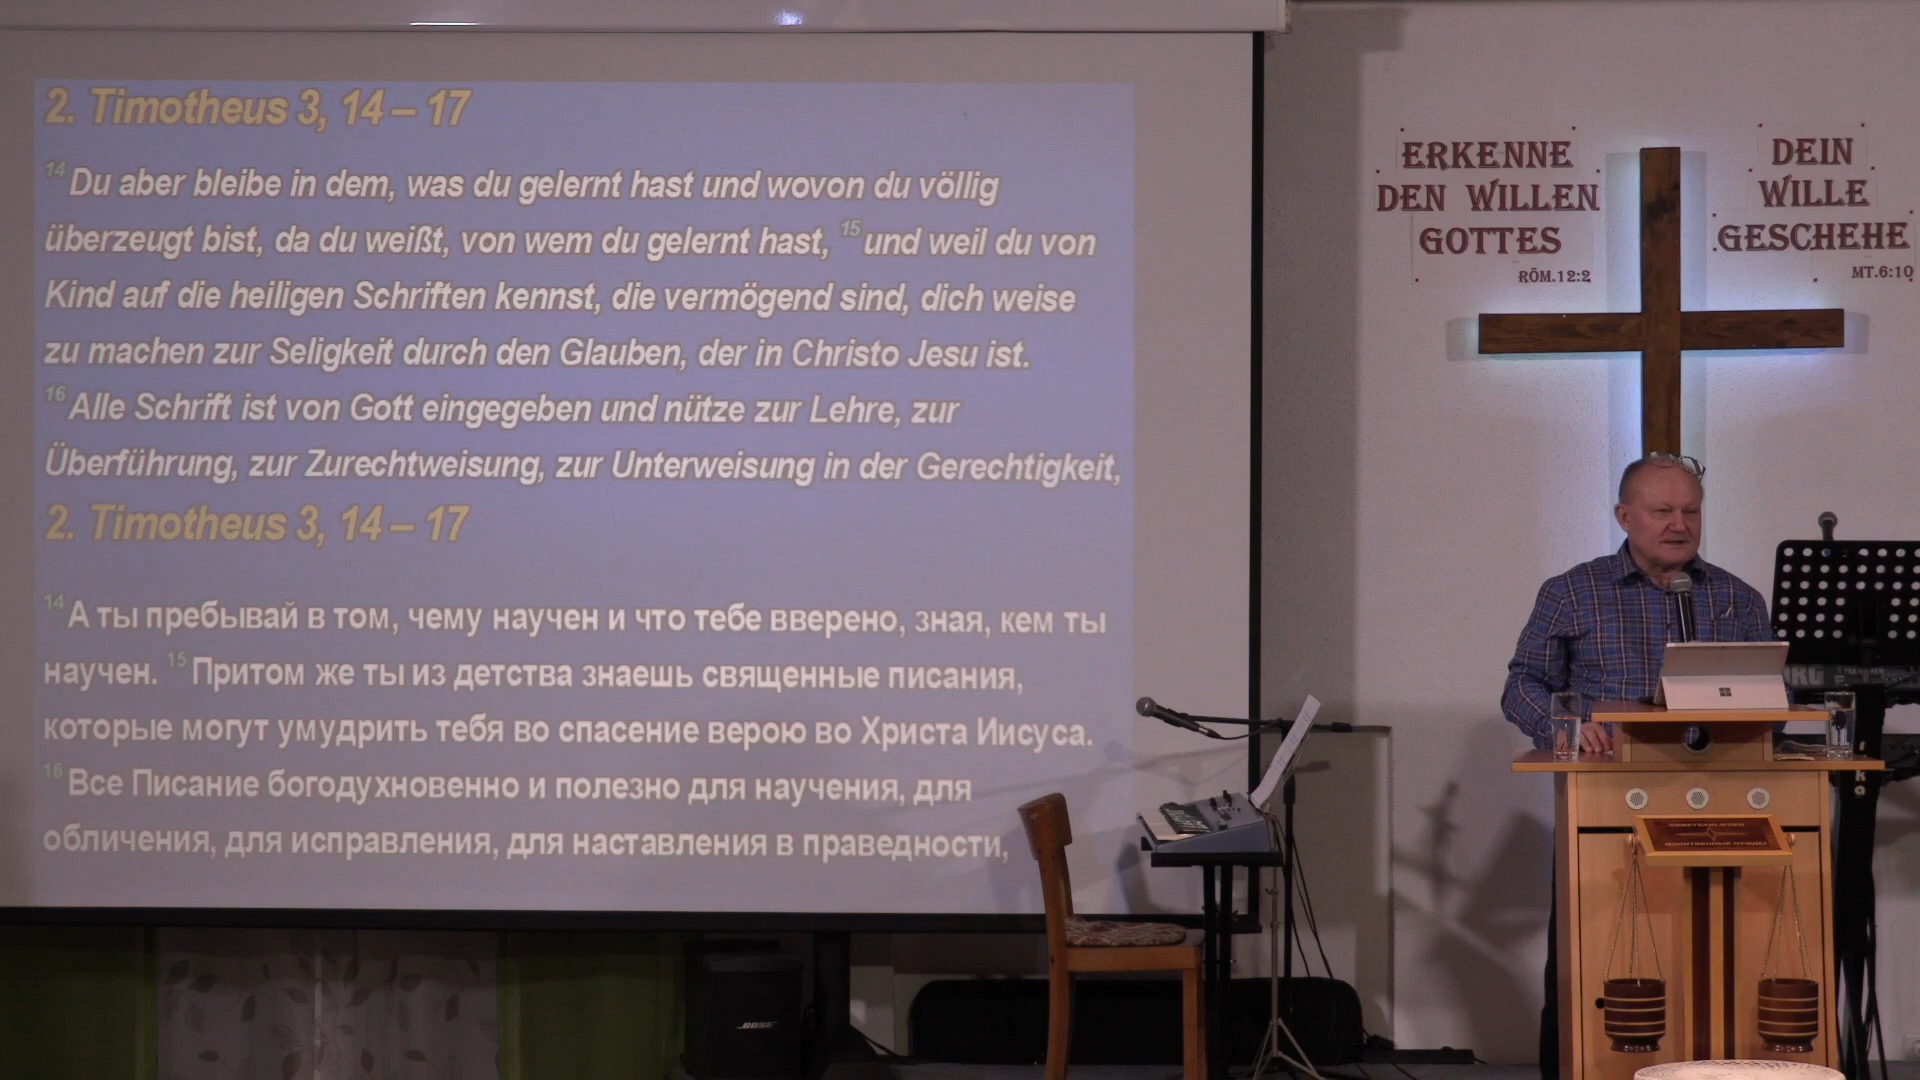 2. Timotheus 3, 14 – 17
14 Du aber bleibe in dem, was du gelernt hast und wovon du völlig
überzeugt bist, da du weißt, von wem du gelernt hast, 15 und weil du von
Kind auf die heiligen Schriften kennst, die vermögend sind, dich weise
zu machen zur Seligkeit durch den Glauben, der in Christo Jesu ist.
16 Alle Schrift ist von Gott eingegeben und nütze zur Lehre, zur
Überführung, zur Zurechtweisung, zur Unterweisung in der Gerechtigkeit,
2. Timotheus 3, 14 – 17
14 А ты пребывай в том, чему научен и что тебе вверено, зная, кем ты
научен. 15 Притом же ты из детства знаешь священные писания,
которые могут умудрить тебя во спасение верою во Христа Иисуса.
16 Все Писание богодухновенно и полезно для научения, для
обличения, для исправления, для наставления в праведности,
ERKENNE
DEN WILLEN
GOTTES
RÖM.12:2
DEIN
WILLE
GESCHEHE
MT.6:10
GEBETSANLIEGEN
МОЛИТВЕННЫЕ НУЖДЫ
BOSE